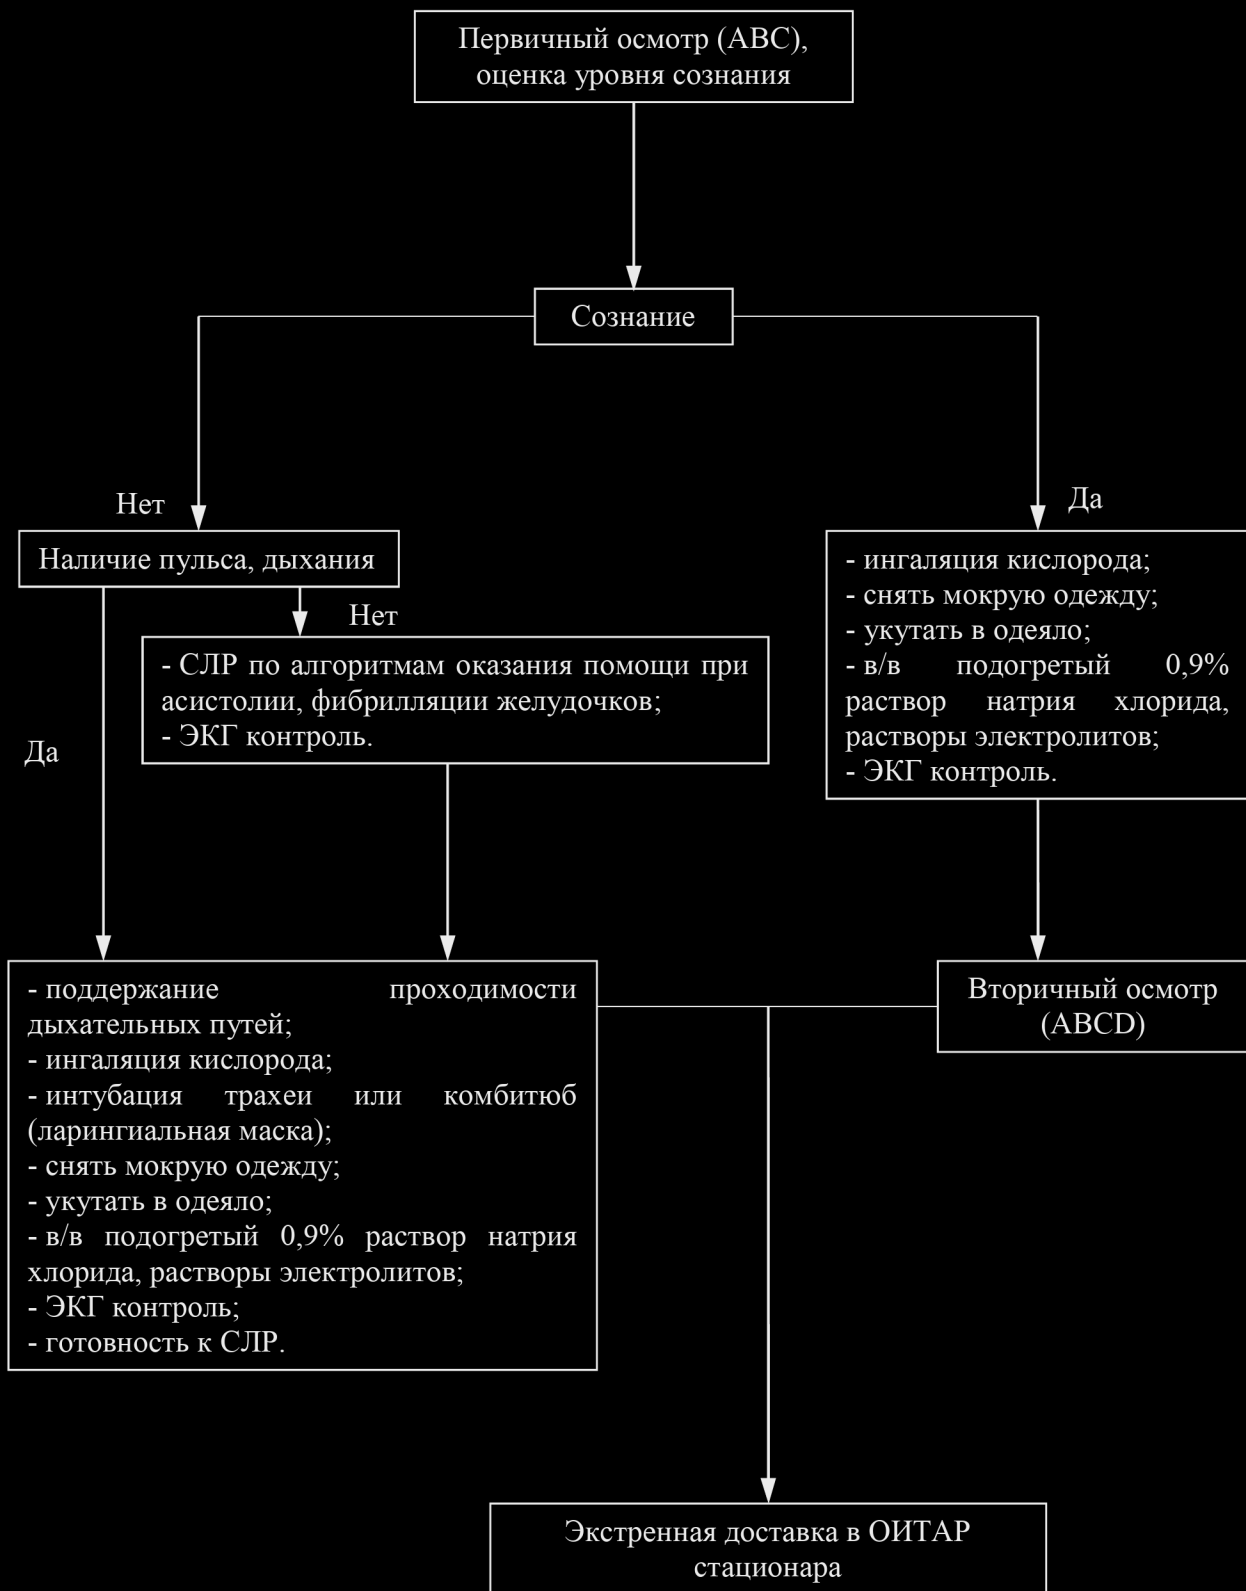 Первичный осмотр (ABC),
оценка уровня сознания
Сознание
Нет
Да
Наличие пульса, дыхания
Нет
- СЛР по алгоритмам оказания помощи при
асистолии, фибрилляции желудочков;
- ЭКГ контроль.
Да
- ингаляция кислорода;
- снять мокрую одежду;
- укутать в одеяло;
- в/в подогретый 0,9%
раствор натрия хлорида,
растворы электролитов;
- ЭКГ контроль.
- поддержание проходимости
дыхательных путей;
- ингаляция кислорода;
- интубация трахеи или комбитюб
(ларингиальная маска);
- снять мокрую одежду;
- укутать в одеяло;
- в/в подогретый 0,9% раствор натрия
хлорида, растворы электролитов;
- ЭКГ контроль;
- готовность к СЛР.
Вторичный осмотр
(ABCD)
Экстренная доставка в ОИТАР
стационара